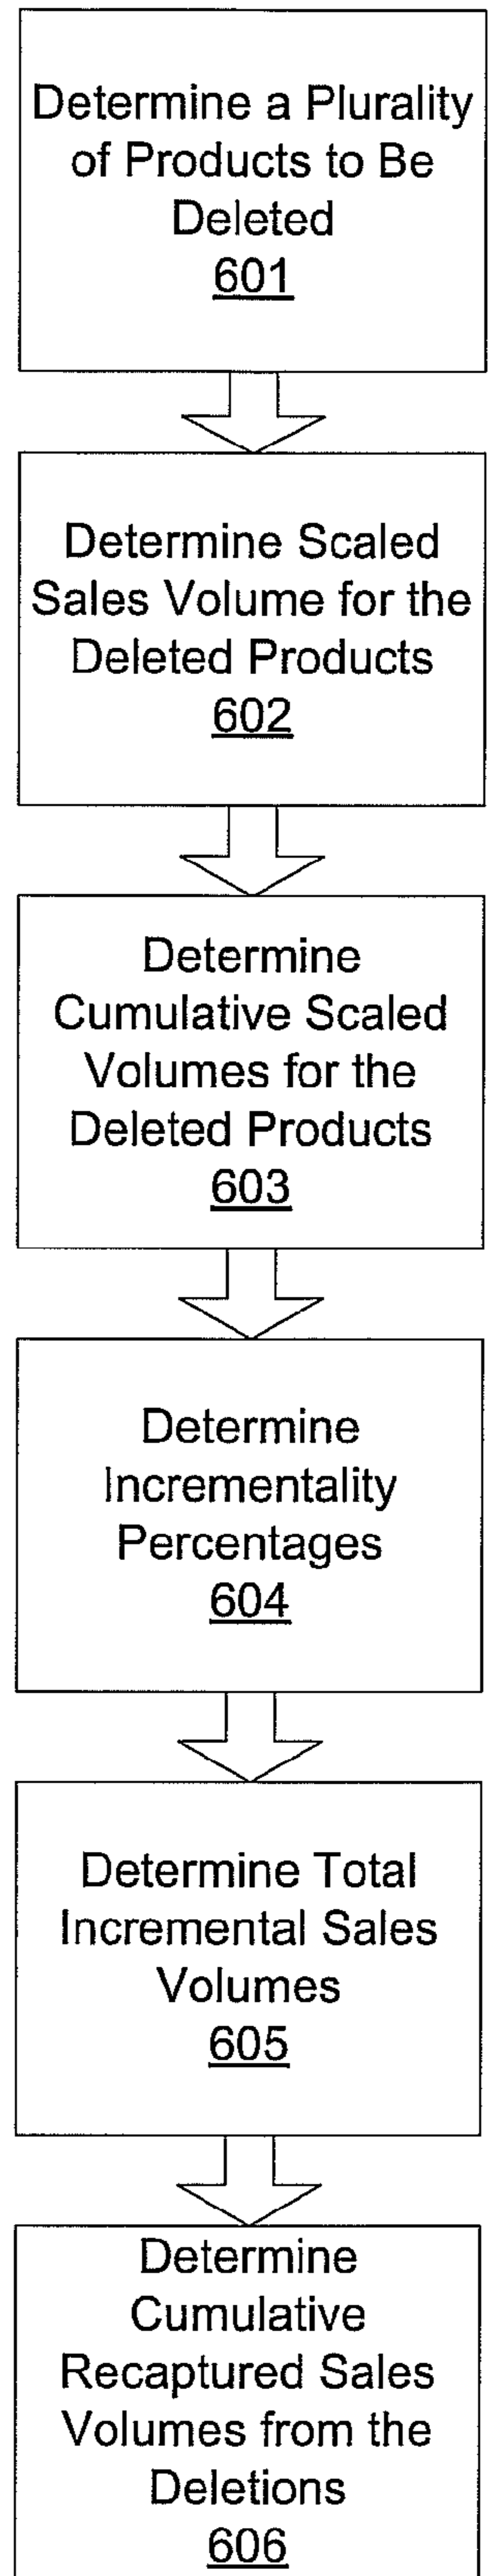 Determine a Plurality
of Products to Be
Deleted
601
Determine Scaled
Sales Volume for the
Deleted Products
602
Determine
Cumulative Scaled
Volumes for the
Deleted Products
603
Determine
Incrementality
Percentages
604
Determine Total
Incremental Sales
Volumes
605
Determine
Cumulative
Recaptured Sales
Volumes from the
Deletions
606